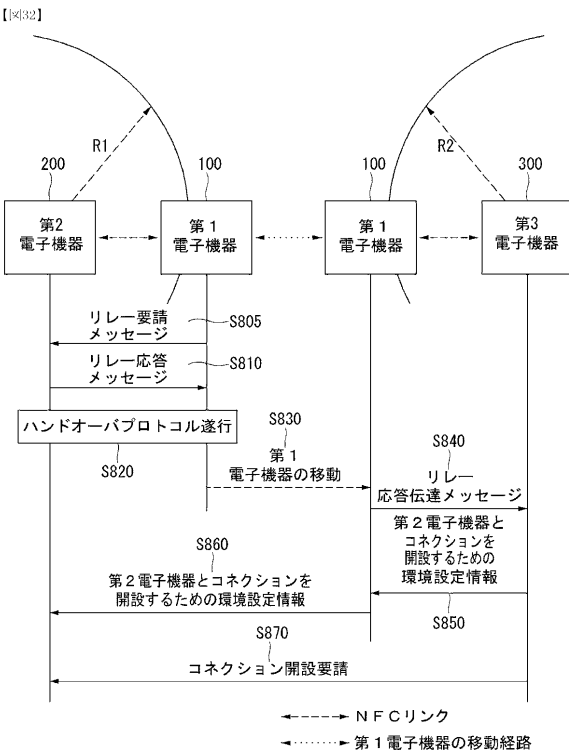 【図32】
R1
R2
200
100
100
300
第2
電子機器
第1
電子機器
第1
電子機器
第3
電子機器
リレー要請
メッセージ
S805
リレー応答
メッセージ
S810
ハンドオーバプロトコル遂行
S820
S830
第1
電子機器の移動
S840
リレー
応答伝達メッセージ
第2電子機器と
コネクションを
開設するための
環境設定情報
S850
S860
第2電子機器とコネクションを
開設するための環境設定情報
S870
コネクション開設要請
NFCリンク
第1電子機器の移動経路